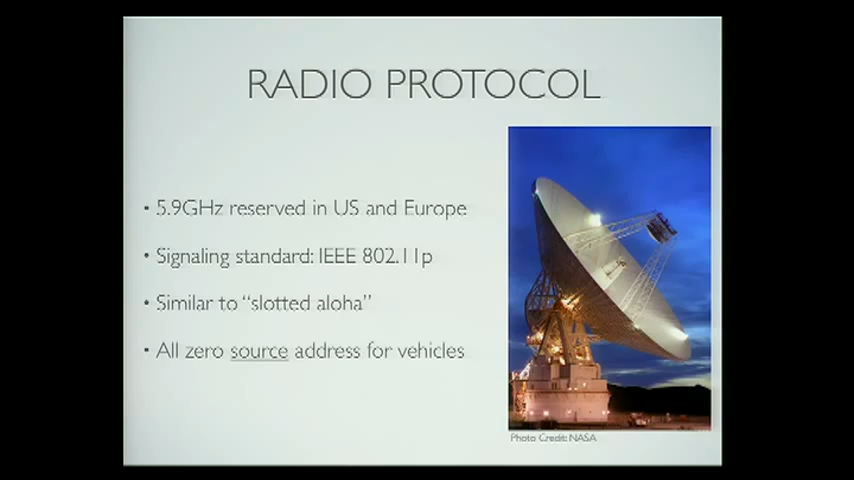 RADIO PROTOCOL
• 5.9GHz reserved in US and Europe
• Signaling standard: IEEE 802.11p
• Similar to “slotted aloha”
• All zero source address for vehicles
Photo Credit: NASA